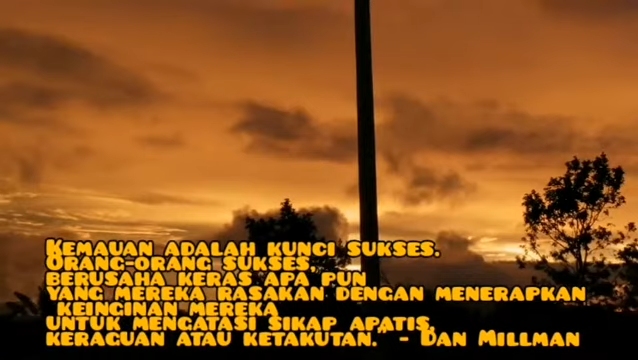 Kemauan adalah kunci sukses.
Orang-orang sukses,
berusaha keras apa pun
yang mereka rasakan dengan menerapkan
keinginan mereka
untuk mengatasi sikap apatis,
keraguan atau ketakutan." - Dan Millman